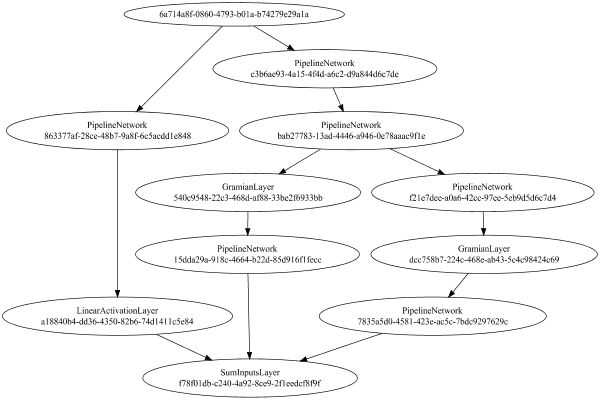 6a714a8f-0860-4793-b01a-b74279e29a1a
PipelineNetwork
c3b6ae93-4a15-4f4d-a6c2-d9a844d6c7de
PipelineNetwork
863377af-28ce-48b7-9a8f-6c5acdd1e848
PipelineNetwork
bab27783-13ad-4446-a946-0e78aaac9f1e
GramianLayer
540c9548-22c3-468d-af88-33be2f6933bb
PipelineNetwork
f21e7dee-a0a6-42cc-97ee-5eb9d5d6c7d4
PipelineNetwork
15dda29a-918c-4664-b22d-85d916f1fecc
GramianLayer
dcc758b7-224c-468e-ab43-5c4c98424c69
LinearActivationLayer
a18840b4-dd36-4350-82b6-74d1411c5e84
PipelineNetwork
7835a5d0-4581-423e-ac5c-7bdc9297629c
SumInputsLayer
f78f01db-c240-4a92-8ce9-2f1eedcf8f9f